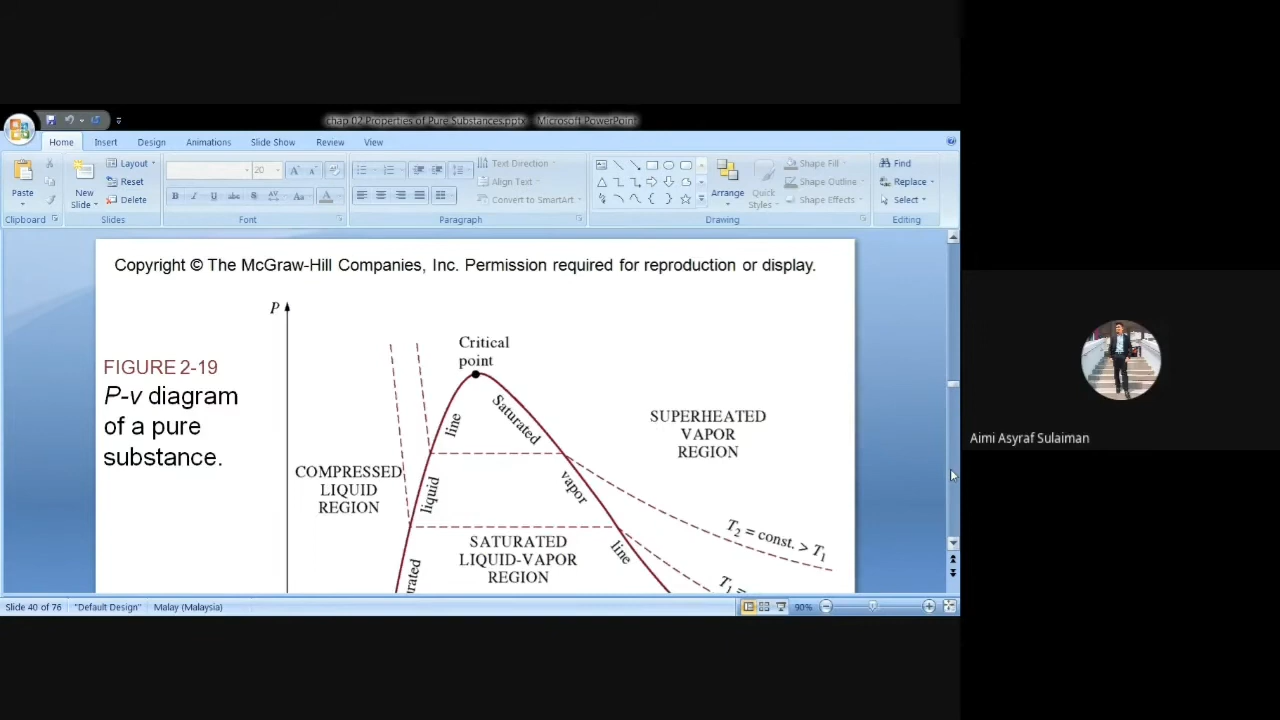 chap 02 Properties of Pure Substances.pptx - Microsoft PowerPoint
Home Insert Design Animations Slide Show Review View
Paste
New
Slide
Layout
Reset
Delete
20
B I U abc S AV Aa A
Text Direction
Align Text
Convert to SmartArt
Arrange
Quick
Styles
Shape Fill
Shape Outline
Shape Effects
Find
Replace
Select
Clipboard Slides Font Paragraph Drawing Editing
Copyright © The McGraw-Hill Companies, Inc. Permission required for reproduction or display.
P
FIGURE 2-19
P-v diagram
of a pure
substance.
Critical
point
COMPRESSED
LIQUID
REGION
liquid
line
Saturated
vapor
line
SUPERHEATED
VAPOR
REGION
SATURATED
LIQUID-VAPOR
REGION
T2 = const. > T1
T1 =
Aimi Asyraf Sulaiman
Slide 40 of 76 "Default Design" Malay (Malaysia) 90%